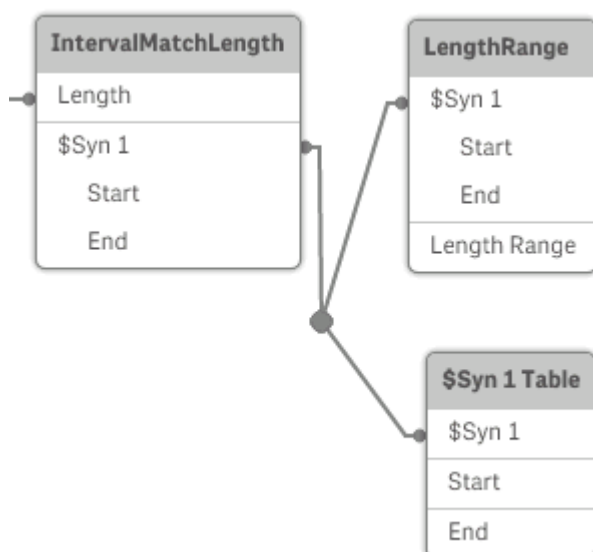 IntervalMatchLength
Length
$Syn 1
Start
End
LengthRange
$Syn 1
Start
End
Length Range
$Syn 1 Table
$Syn 1
Start
End